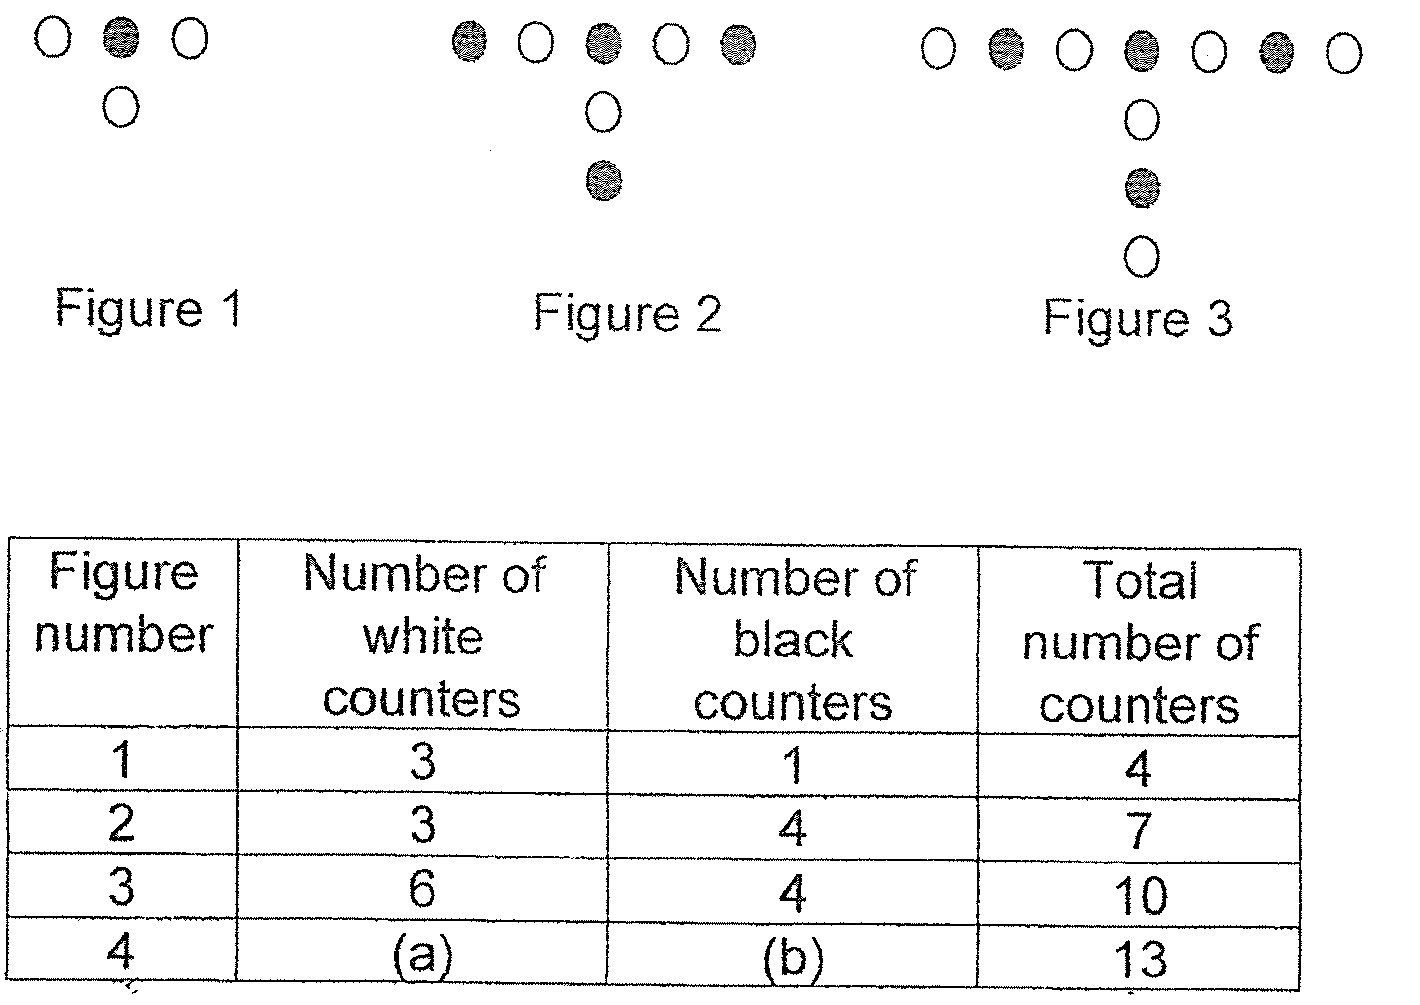 Figure 1
Figure 2
Figure 3
Figure number
Number of white counters
Number of black counters
Total number of counters
1 3 1 4
2 3 4 7
3 6 4 10
4 (a) (b) 13